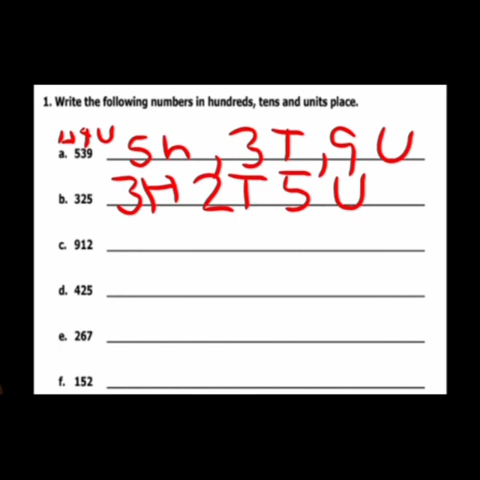 1. Write the following numbers in hundreds, tens and units place.
a. 539 5h, 3T, 9U
b. 325 3H 2T 5U
c. 912
d. 425
e. 267
f. 152